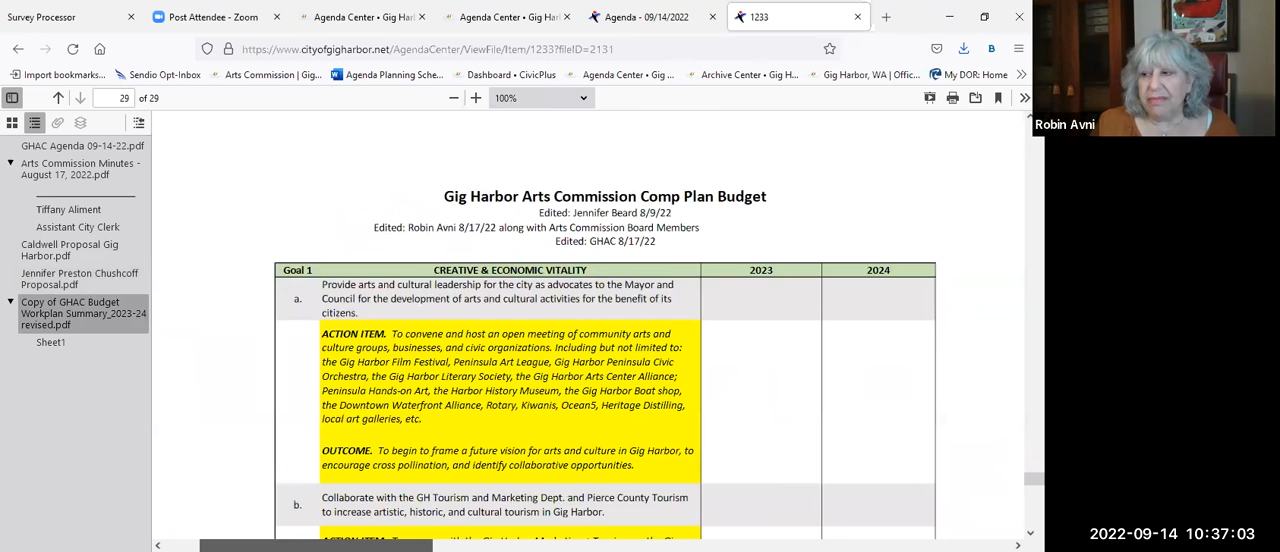 Survey Processor
Post Attendee - Zoom
Agenda Center • Gig Har
Agenda Center • Gig Har
Agenda - 09/14/2022
1233
https://www.cityofgigharbor.net/AgendaCenter/ViewFile/Item/1233?fileID=2131
Import bookmarks...
Sendio Opt-Inbox
Arts Commission | Gig...
Agenda Planning Sche...
Dashboard • CivicPlus
Agenda Center • Gig ...
Archive Center • Gig H...
Gig Harbor, WA | Offic...
My DOR: Home
29 of 29
100%
Robin Avni
GHAC Agenda 09-14-22.pdf
Arts Commission Minutes -
August 17, 2022.pdf
Tiffany Aliment
Assistant City Clerk
Caldwell Proposal Gig
Harbor.pdf
Jennifer Preston Chushcoff
Proposal.pdf
Copy of GHAC Budget
Workplan Summary_2023-24
revised.pdf
Sheet1
Gig Harbor Arts Commission Comp Plan Budget
Edited: Jennifer Beard 8/9/22
Edited: Robin Avni 8/17/22 along with Arts Commission Board Members
Edited: GHAC 8/17/22
Goal 1 CREATIVE & ECONOMIC VITALITY 2023 2024
a.
Provide arts and cultural leadership for the city as advocates to the Mayor and
Council for the development of arts and cultural activities for the benefit of its
citizens.
ACTION ITEM. To convene and host an open meeting of community arts and
culture groups, businesses, and civic organizations. Including but not limited to:
the Gig Harbor Film Festival, Peninsula Art League, Gig Harbor Peninsula Civic
Orchestra, the Gig Harbor Literary Society, the Gig Harbor Arts Center Alliance;
Peninsula Hands-on Art, the Harbor History Museum, the Gig Harbor Boat shop,
the Downtown Waterfront Alliance, Rotary, Kiwanis, Ocean5, Heritage Distilling,
local art galleries, etc.
OUTCOME. To begin to frame a future vision for arts and culture in Gig Harbor, to
encourage cross pollination, and identify collaborative opportunities.
b.
Collaborate with the GH Tourism and Marketing Dept. and Pierce County Tourism
to increase artistic, historic, and cultural tourism in Gig Harbor.
2022-09-14 10:37:03